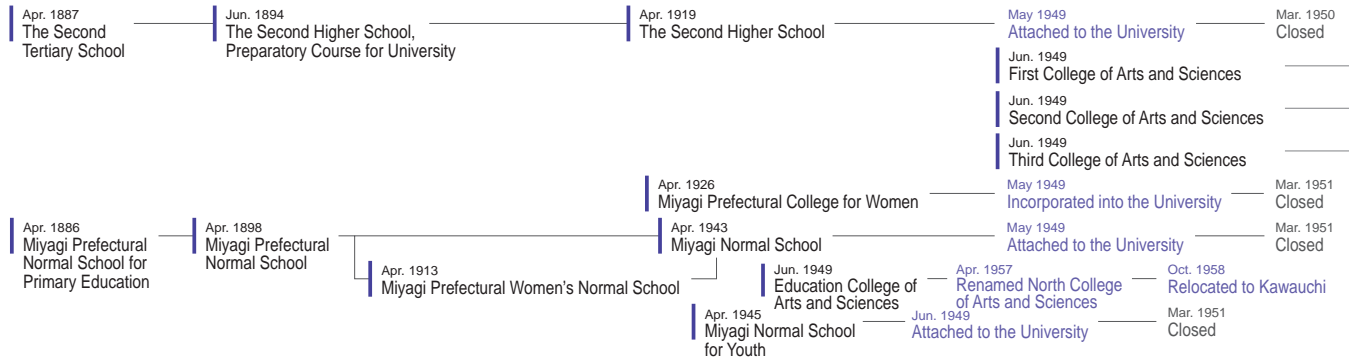 Apr. 1887
The Second
Tertiary School
Jun. 1894
The Second Higher School,
Preparatory Course for University
Apr. 1919
The Second Higher School
May 1949
Attached to the University
Mar. 1950
Closed
Jun. 1949
First College of Arts and Sciences
Jun. 1949
Second College of Arts and Sciences
Jun. 1949
Third College of Arts and Sciences
Apr. 1926
Miyagi Prefectural College for Women
May 1949
Incorporated into the University
Mar. 1951
Closed
Apr. 1886
Miyagi Prefectural
Normal School for
Primary Education
Apr. 1898
Miyagi Prefectural
Normal School
Apr. 1943
Miyagi Normal School
May 1949
Attached to the University
Mar. 1951
Closed
Apr. 1913
Miyagi Prefectural Women's Normal School
Jun. 1949
Education College of
Arts and Sciences
Apr. 1957
Renamed North College
of Arts and Sciences
Oct. 1958
Relocated to Kawauchi
Apr. 1945
Miyagi Normal School
for Youth
Jun. 1949
Attached to the University
Mar. 1951
Closed